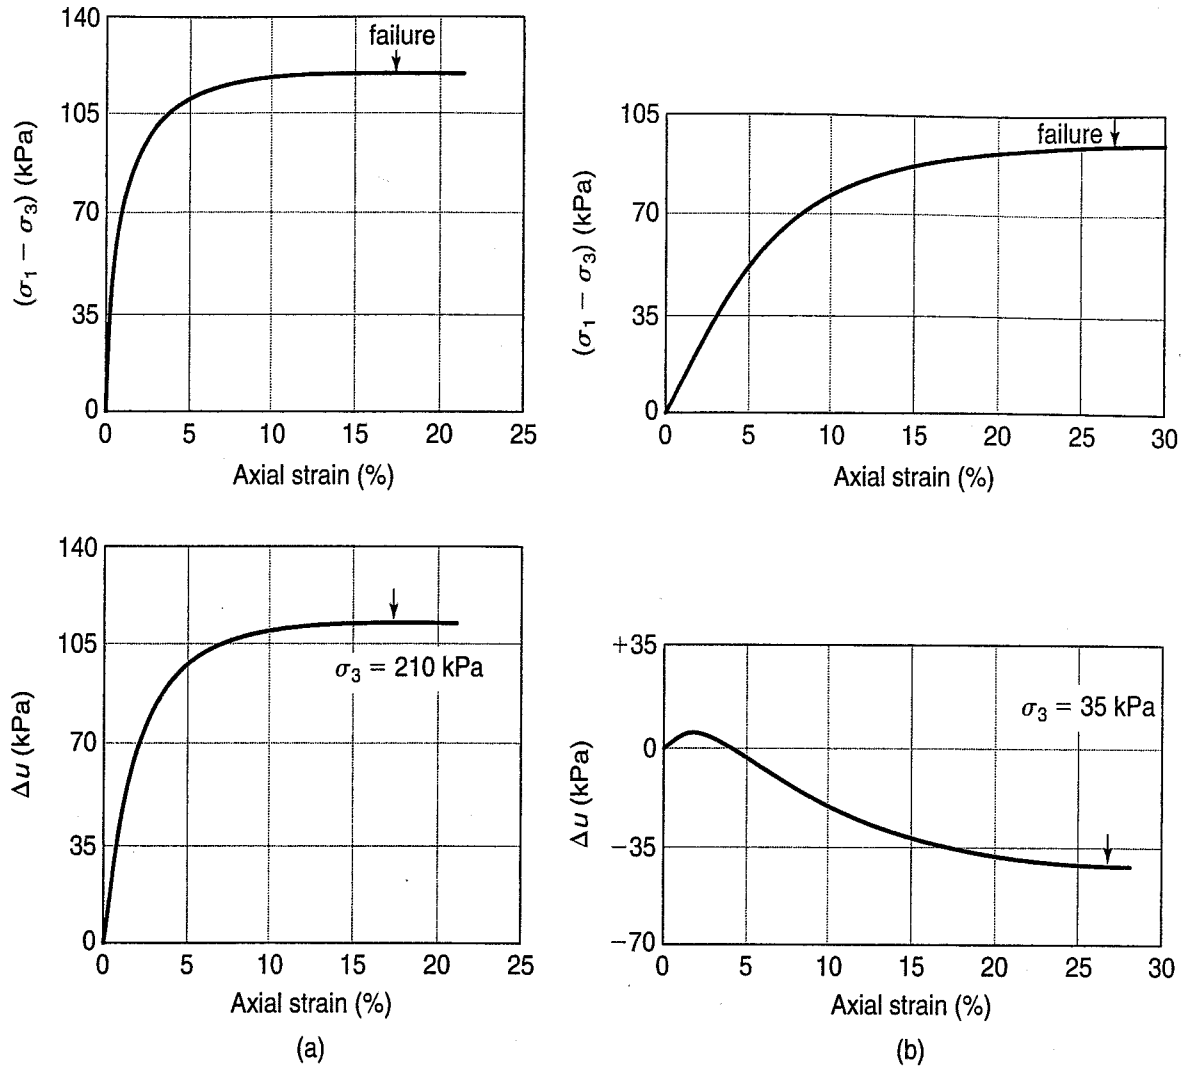 140
105
70
35
0
(σ₁ − σ₃) (kPa)
failure
0 5 10 15 20 25
Axial strain (%)
105
70
35
0
(σ₁ − σ₃) (kPa)
failure
0 5 10 15 20 25 30
Axial strain (%)
140
105
70
35
0
Δu (kPa)
σ₃ = 210 kPa
0 5 10 15 20 25
Axial strain (%)
(a)
+35
0
−35
−70
Δu (kPa)
σ₃ = 35 kPa
0 5 10 15 20 25 30
Axial strain (%)
(b)